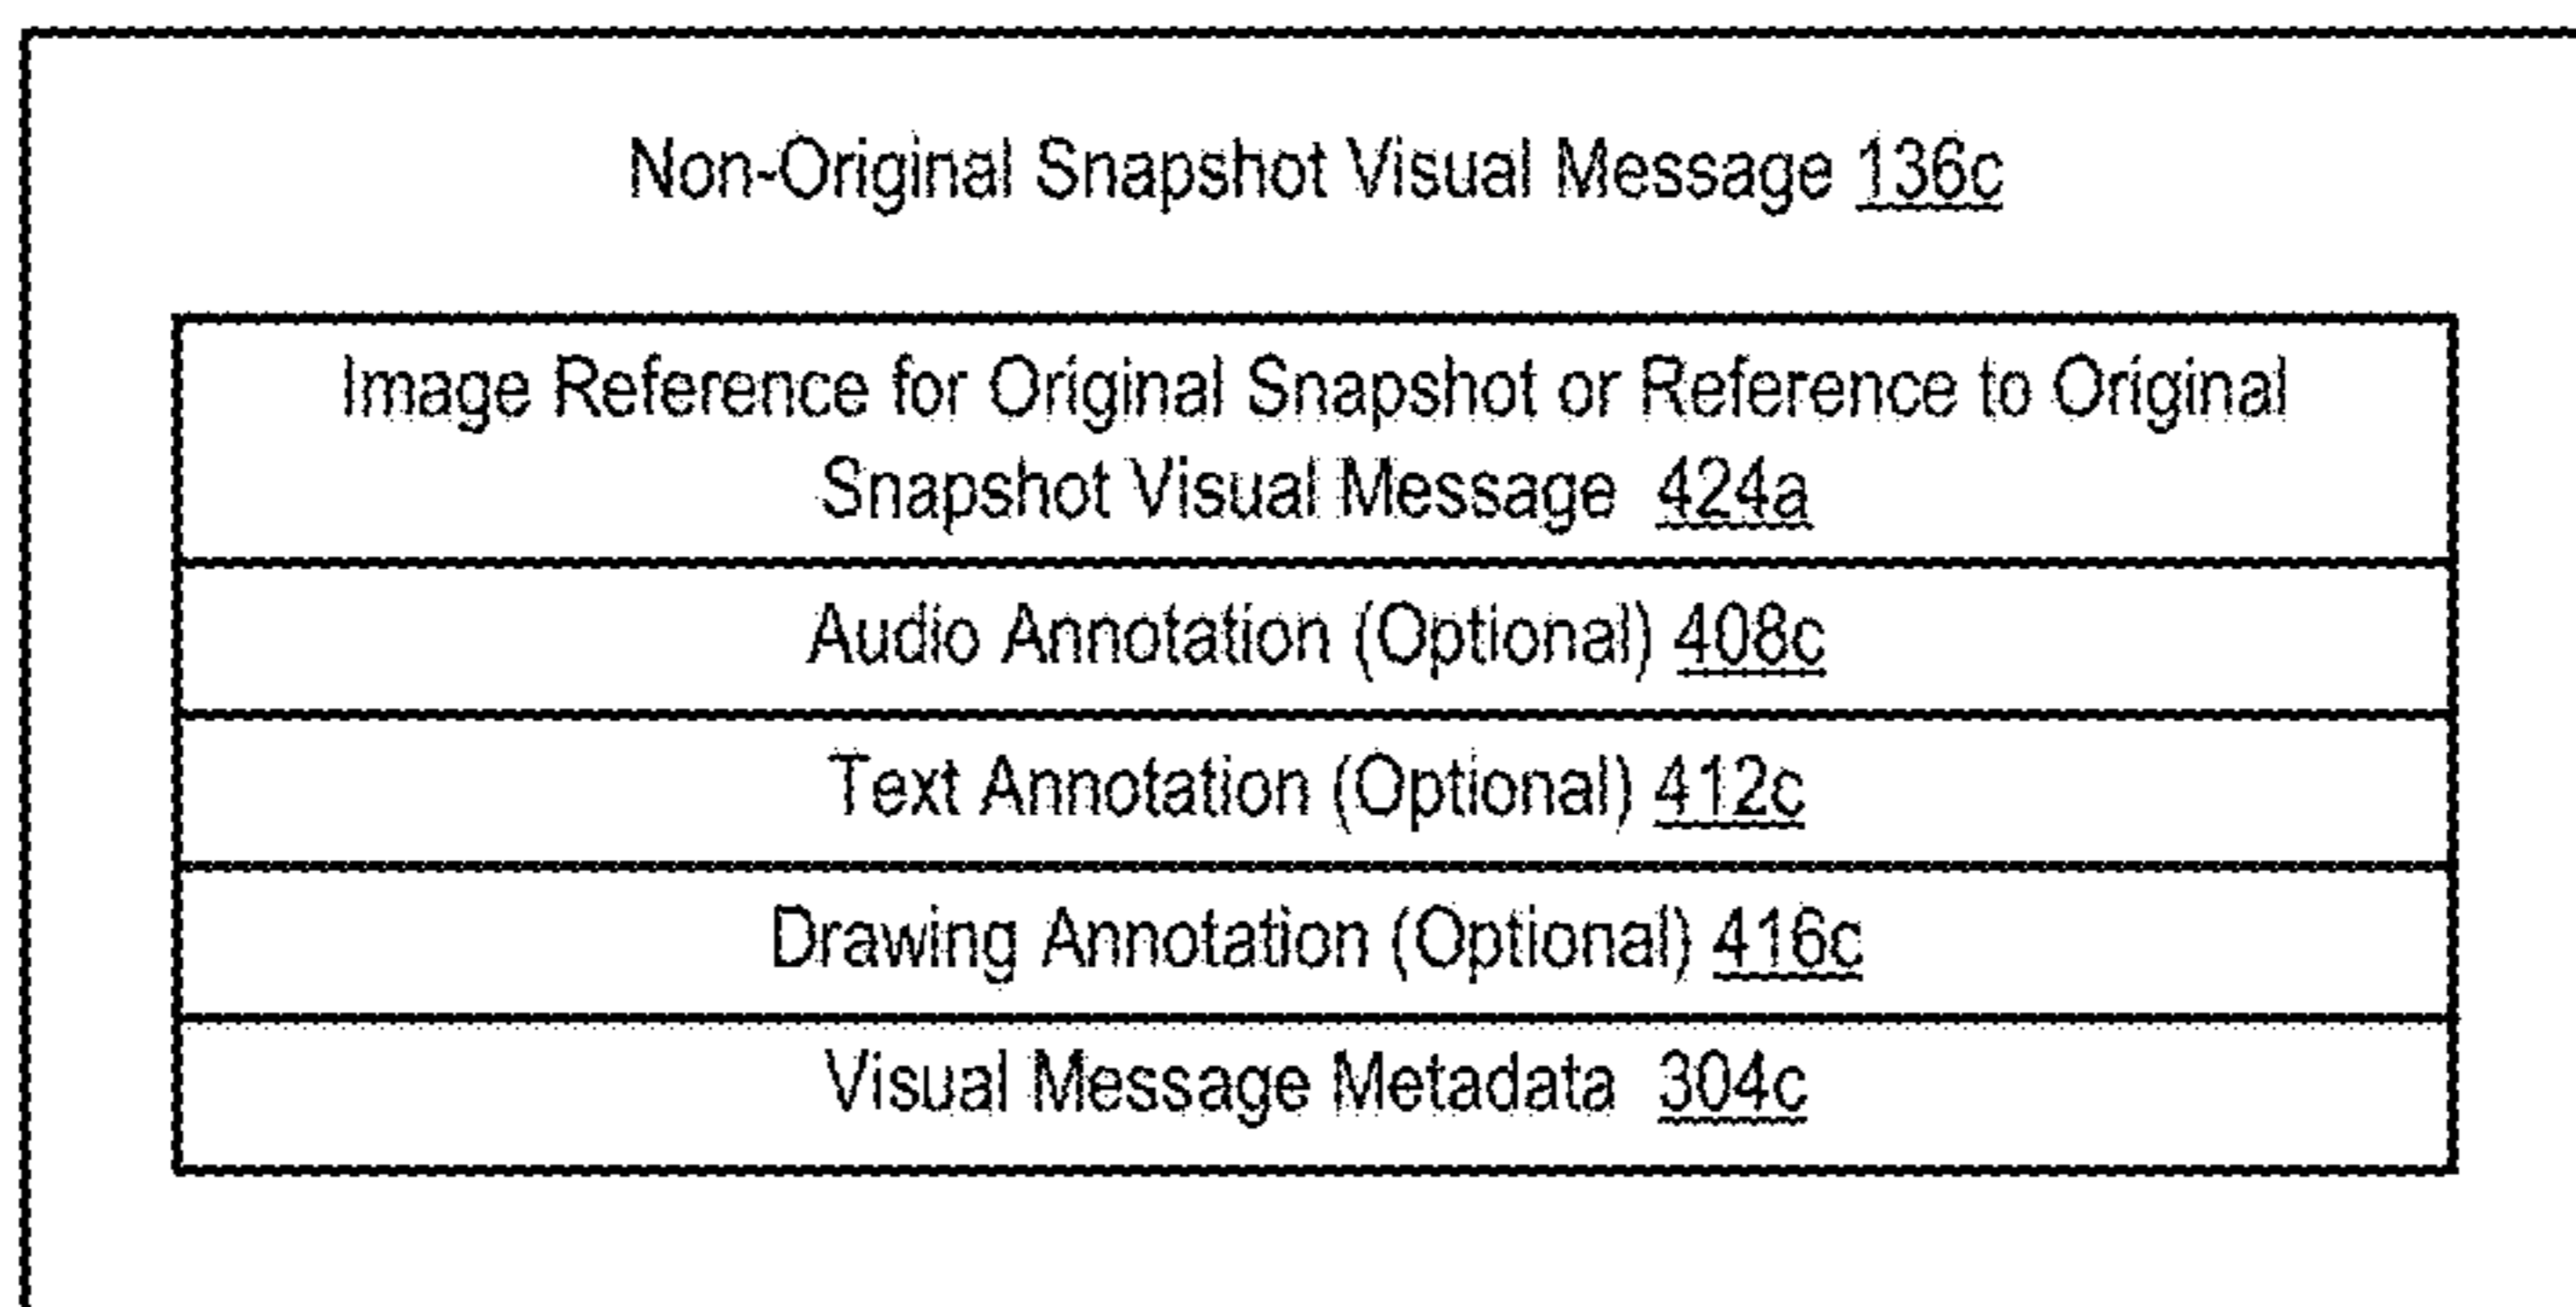 Non-Original Snapshot Visual Message 136c
Image Reference for Original Snapshot or Reference to Original
Snapshot Visual Message 424a
Audio Annotation (Optional) 408c
Text Annotation (Optional) 412c
Drawing Annotation (Optional) 416c
Visual Message Metadata 304c